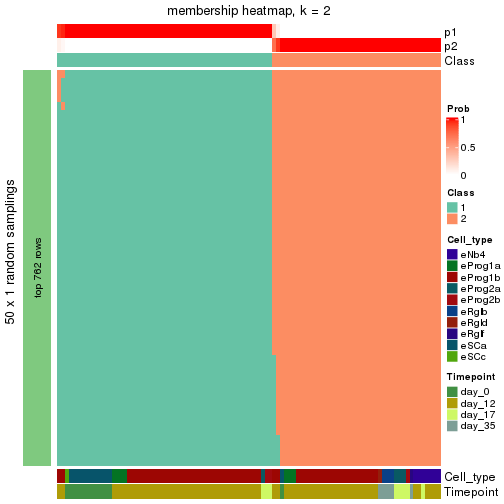 membership heatmap, k = 2
p1
p2
Class
50 x 1 random samplings
top 762 rows
Prob
1
0.5
0
Class
1
2
Cell_type
eNb4
eProg1a
eProg1b
eProg2a
eProg2b
eRglb
eRgld
eRglf
eSCa
eSCc
Timepoint
day_0
day_12
day_17
day_35
Cell_type
Timepoint